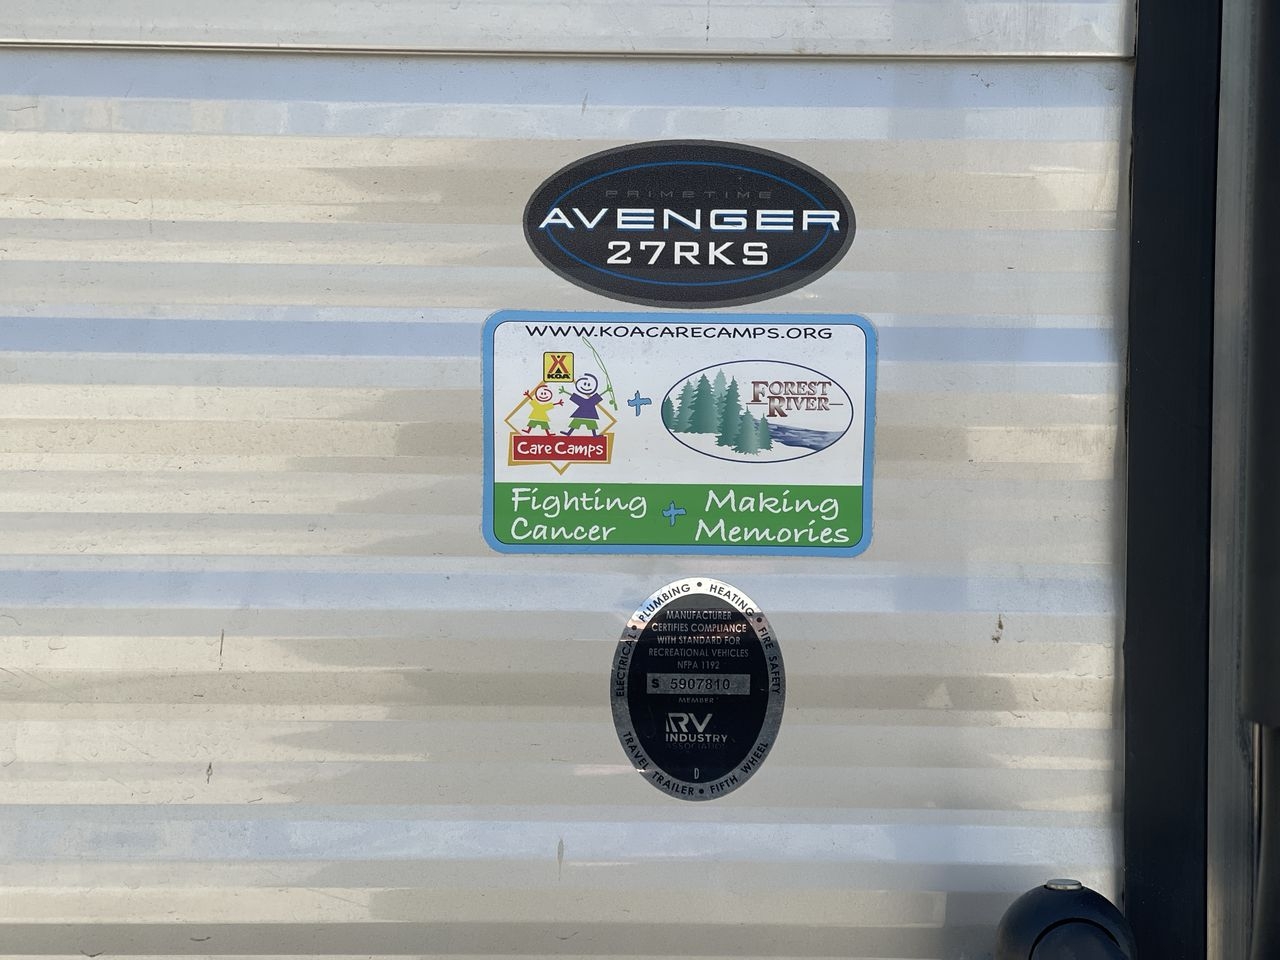 PRIMETIME
AVENGER
27RKS
WWW.KOACARECAMPS.ORG
KOA
Care Camps
+
FOREST
RIVER
Fighting + Making
Cancer Memories
ELECTRICAL • PLUMBING • HEATING • FIRE SAFETY
MANUFACTURER
CERTIFIES COMPLIANCE
WITH STANDARD FOR
RECREATIONAL VEHICLES
NFPA 1192
S 5907810
MEMBER
RV
INDUSTRY
ASSOCIATION
D
TRAVEL TRAILER • FIFTH WHEEL